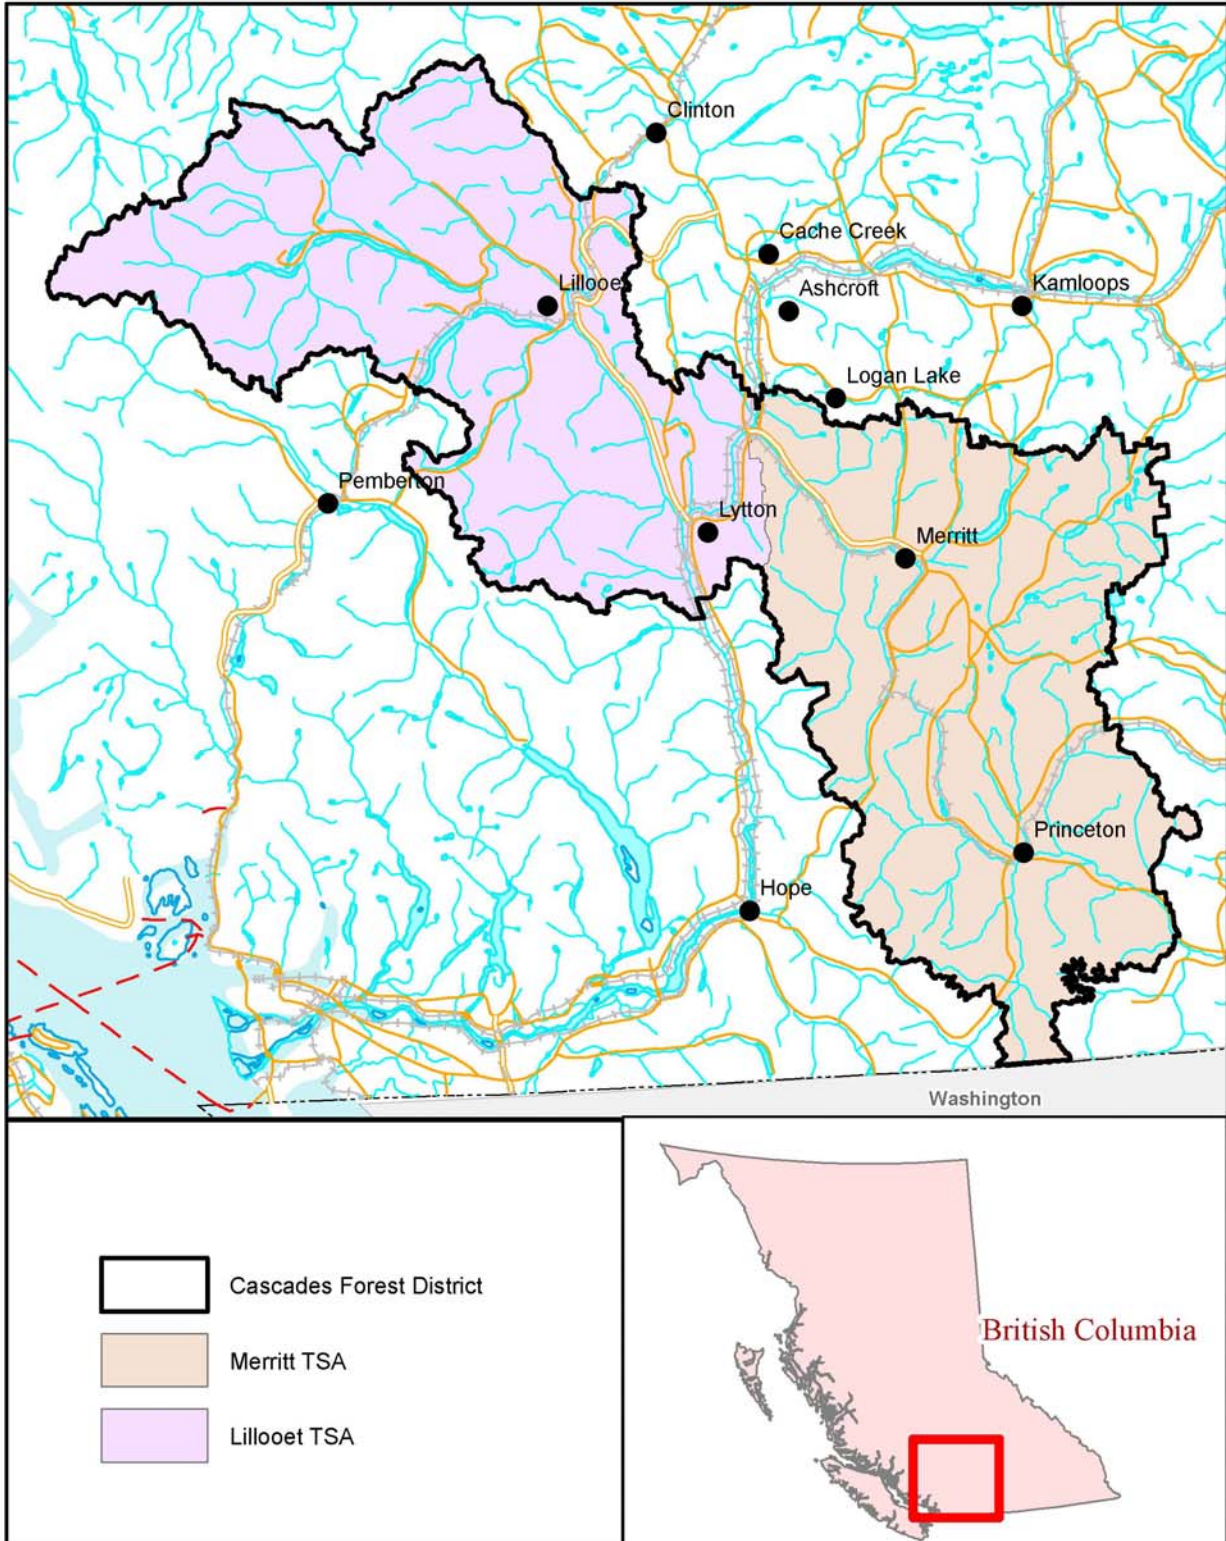 Clinton
Cache Creek
Lillooe
Ashcroft
Kamloops
Logan Lake
Pemberton
Lytton
Merritt
Princeton
Hope
Washington
Cascades Forest District
British Columbia
Merritt TSA
Lillooet TSA